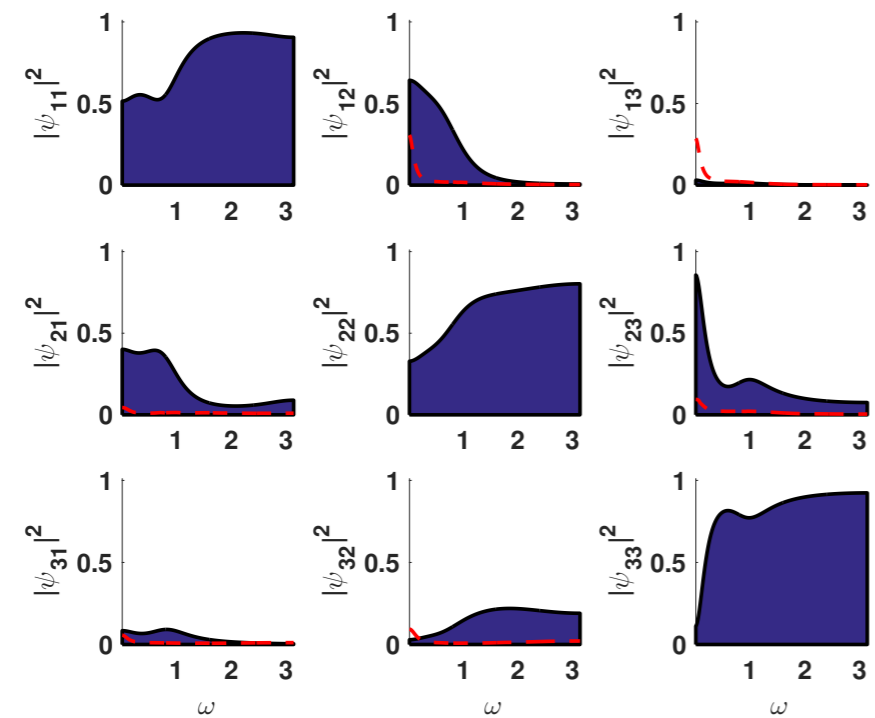 |ψ₁₁|² 1 0.5 0 1 2 3
|ψ₁₂|² 1 0.5 0 1 2 3
|ψ₁₃|² 1 0.5 0 1 2 3
|ψ₂₁|² 1 0.5 0 1 2 3
|ψ₂₂|² 1 0.5 0 1 2 3
|ψ₂₃|² 1 0.5 0 1 2 3
|ψ₃₁|² 1 0.5 0 1 2 3
ω
|ψ₃₂|² 1 0.5 0 1 2 3
ω
|ψ₃₃|² 1 0.5 0 1 2 3
ω